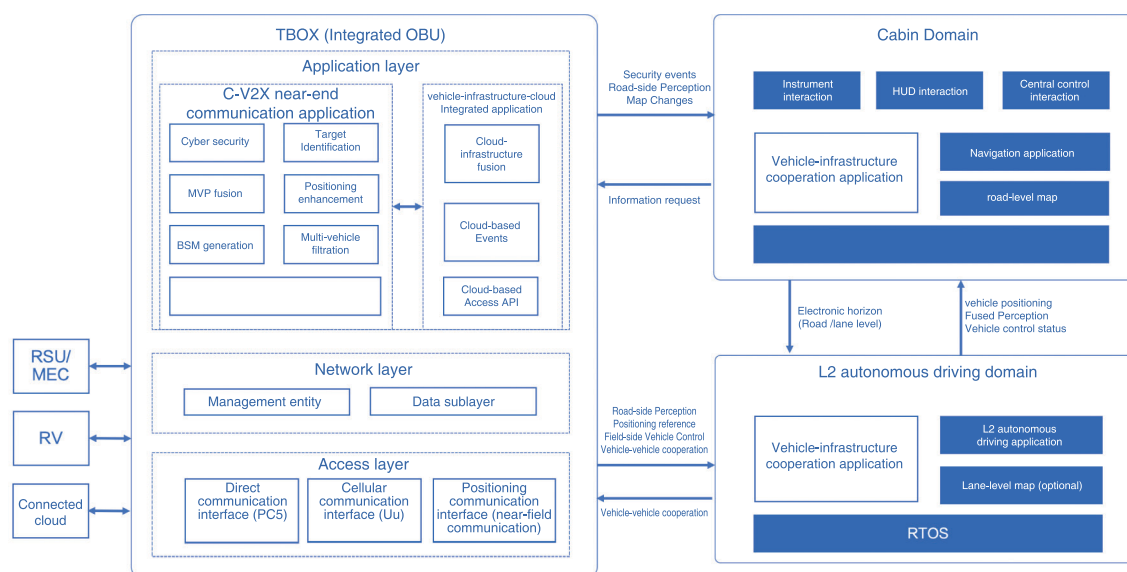 TBOX (Integrated OBU)
Application layer
C-V2X near-end
communication application
Cyber security
Target
Identification
MVP fusion
Positioning
enhancement
BSM generation
Multi-vehicle
filtration
vehicle-infrastructure-cloud
Integrated application
Cloud-
infrastructure
fusion
Cloud-based
Events
Cloud-based
Access API
Network layer
Management entity
Data sublayer
Access layer
Direct
communication
interface (PC5)
Cellular
communication
interface (Uu)
Positioning
communication
interface (near-field
communication)
RSU/
MEC
RV
Connected
cloud
Security events
Road-side Perception
Map Changes
Information request
Road-side Perception
Positioning reference
Field-side Vehicle Control
Vehicle-vehicle cooperation
Vehicle-vehicle cooperation
Cabin Domain
Instrument
interaction
HUD interaction
Central control
interaction
Vehicle-infrastructure
cooperation application
Navigation application
road-level map
Electronic horizon
(Road /lane level)
vehicle positioning
Fused Perception
Vehicle control status
L2 autonomous driving domain
Vehicle-infrastructure
cooperation application
L2 autonomous
driving application
Lane-level map (optional)
RTOS